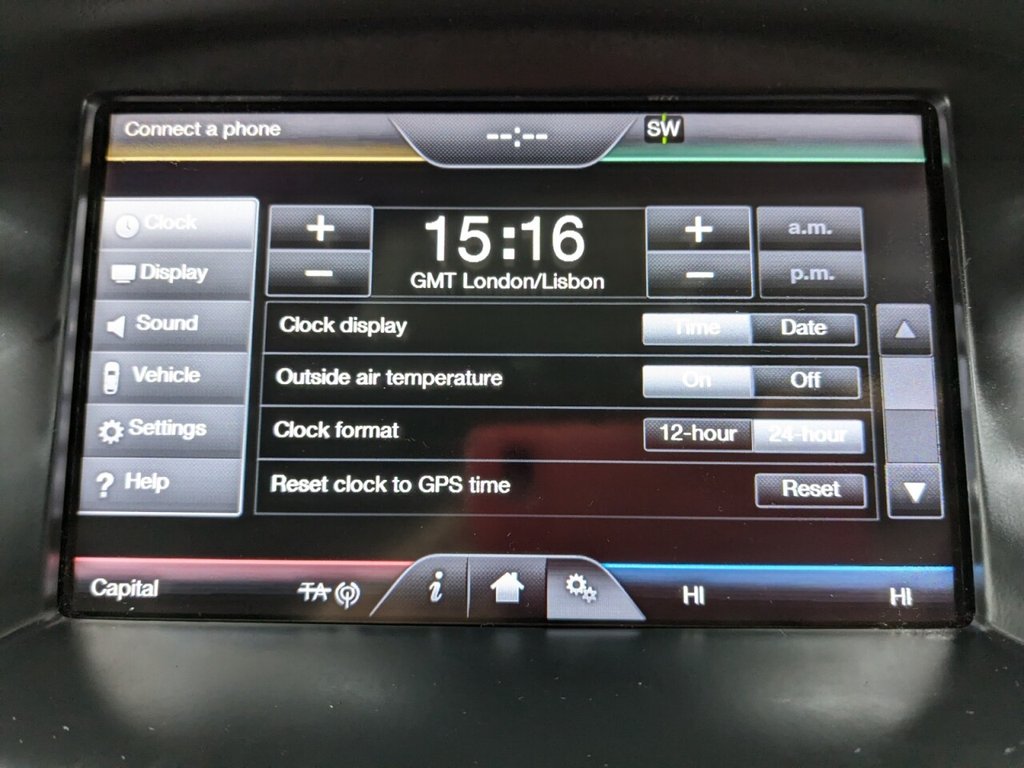 Connect a phone
--:--
SW
Clock
+
15:16
+
a.m.
Display
−
GMT London/Lisbon
−
p.m.
Sound
Clock display
Time
Date
Vehicle
Outside air temperature
On
Off
Settings
Clock format
12-hour
24-hour
? Help
Reset clock to GPS time
Reset
Capital
TA
i
HI
HI